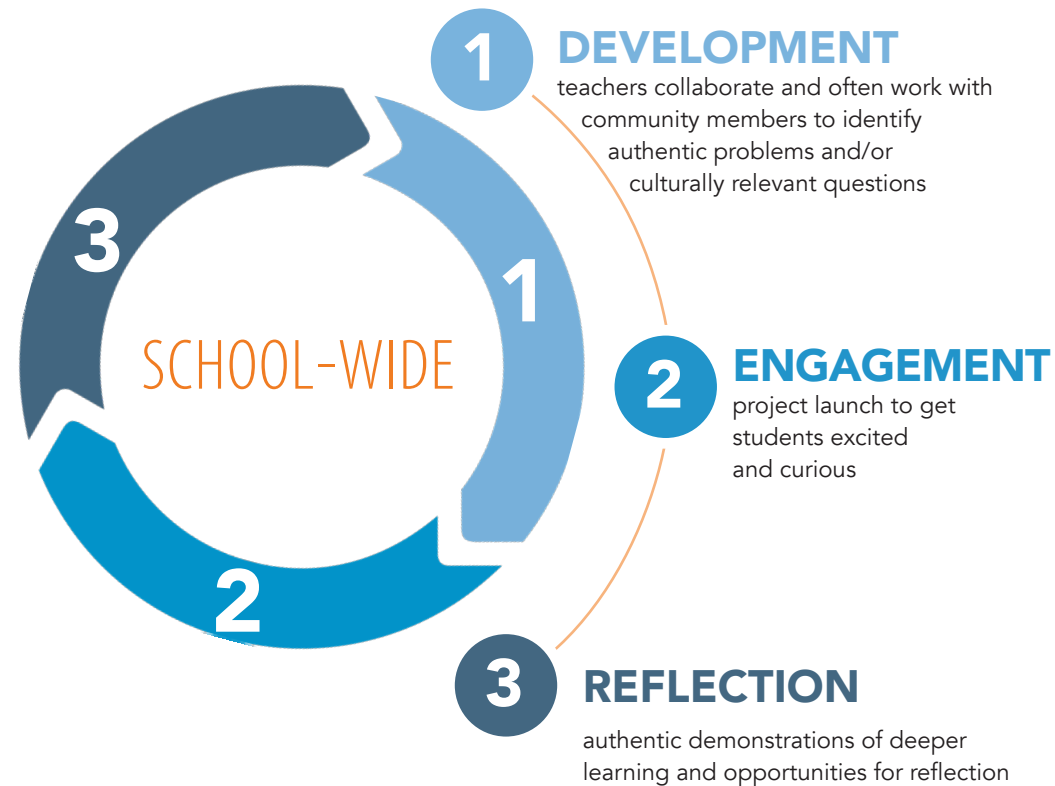 1
DEVELOPMENT
teachers collaborate and often work with
community members to identify
authentic problems and/or
culturally relevant questions
3
1
SCHOOL-WIDE
2
ENGAGEMENT
project launch to get
students excited
and curious
2
3
REFLECTION
authentic demonstrations of deeper
learning and opportunities for reflection